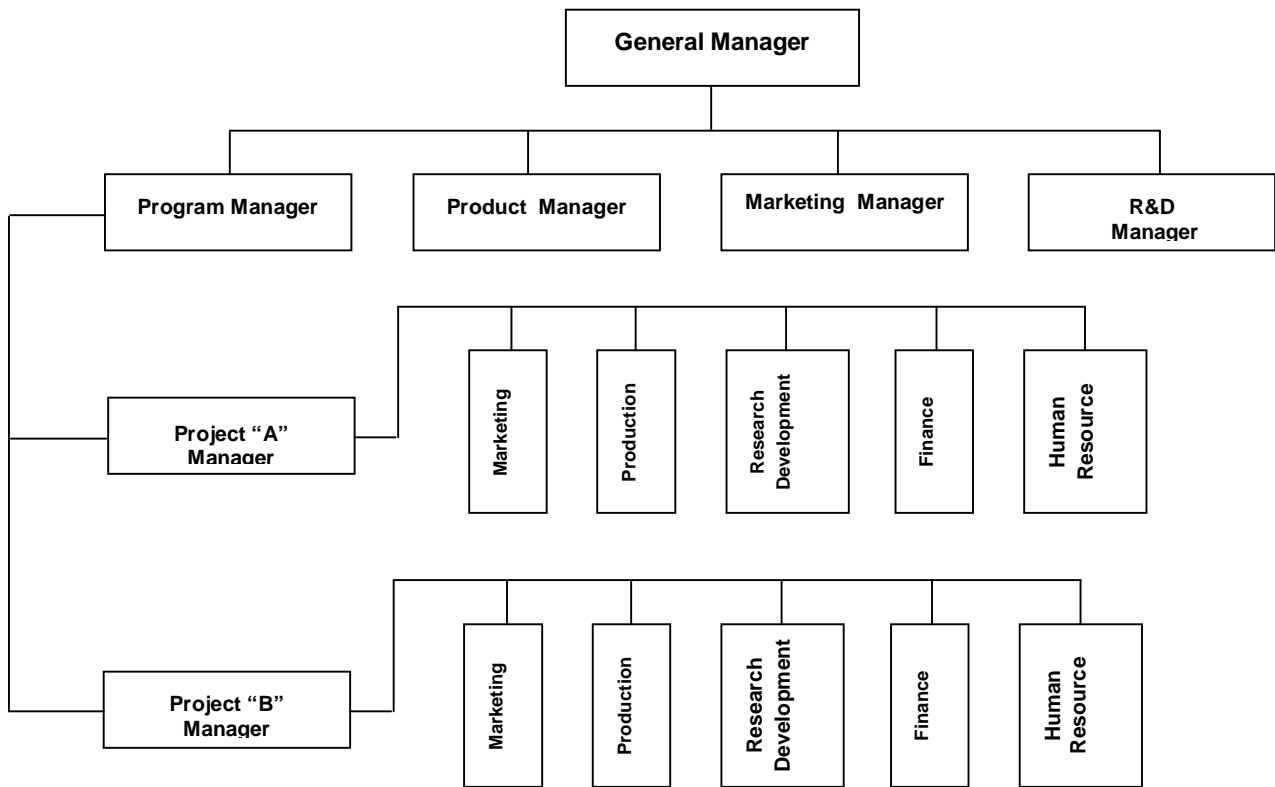 General Manager
Program Manager
Product Manager
Marketing Manager
R&D
Manager
Project “A”
Manager
Marketing
Production
Research
Development
Finance
Human
Resource
Project “B”
Manager
Marketing
Production
Research
Development
Finance
Human
Resource